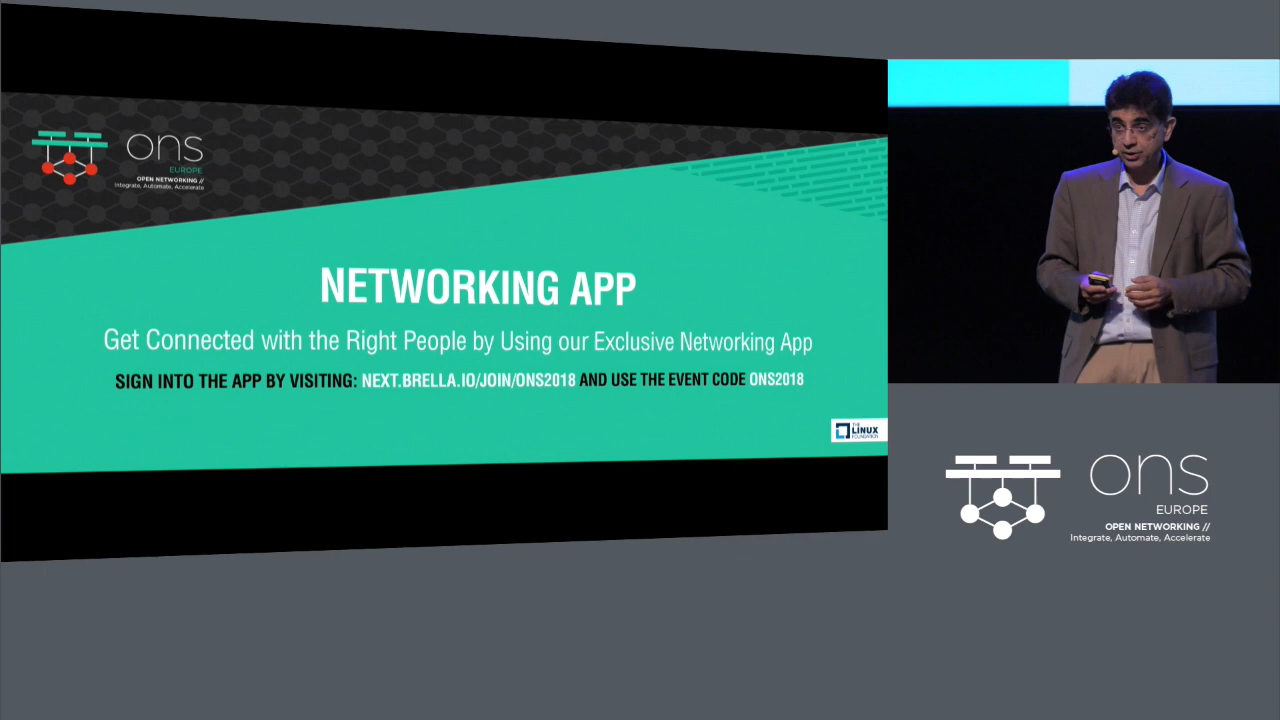 ons
EUROPE
OPEN NETWORKING //
Integrate, Automate, Accelerate
NETWORKING APP
Get Connected with the Right People by Using our Exclusive Networking App
SIGN INTO THE APP BY VISITING: NEXT.BRELLA.IO/JOIN/ONS2018 AND USE THE EVENT CODE ONS2018
THE
LINUX
FOUNDATION
ons
EUROPE
OPEN NETWORKING //
Integrate, Automate, Accelerate